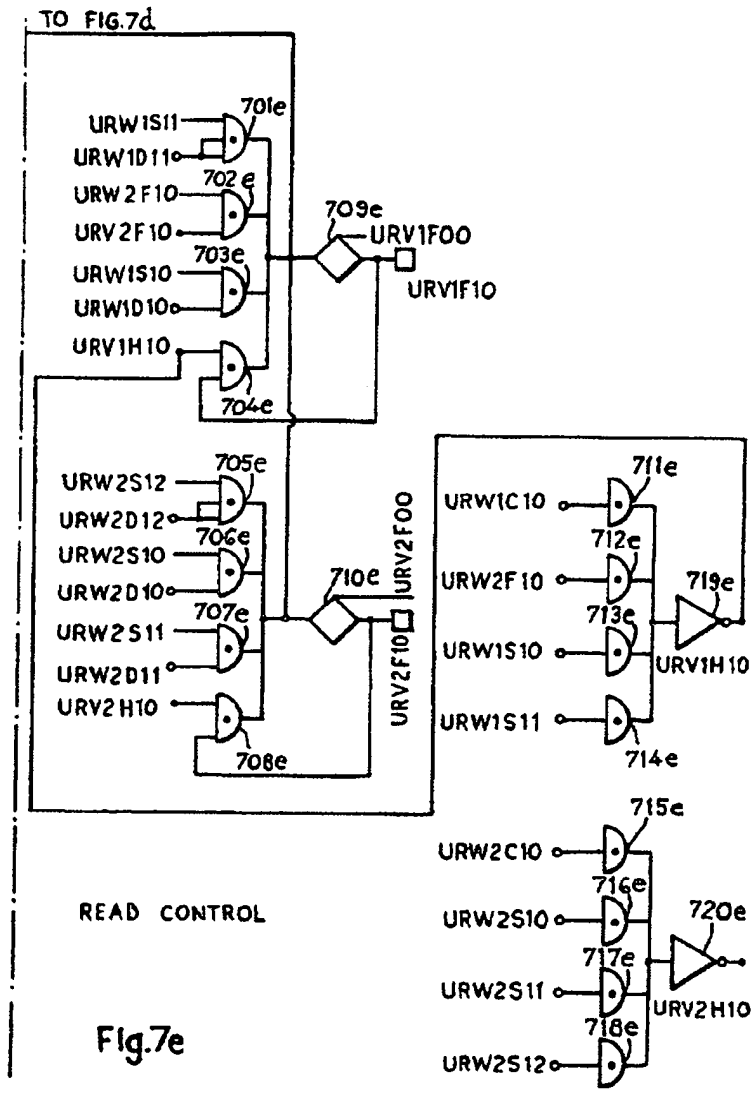 TO FIG.7d
URW1S11
701e
URW1D11
URW2F10
702e
URV2F10
709e
URV1F00
URW1S10
703e
URW1D10
URV1F10
URV1H10
704e
URW2S12
705e
URW2D12
URW2S10
706e
URW2D10
710e
URV2F00
URW2S11
707e
URW2D11
URV2F10
URV2H10
708e
711e
URW1C10
712e
URW2F10
719e
713e
URW1S10
URV1H10
URW1S11
714e
715e
URW2C10
716e
URW2S10
720e
717e
URW2S11
URV2H10
718e
URW2S12
READ CONTROL
Fig.7e